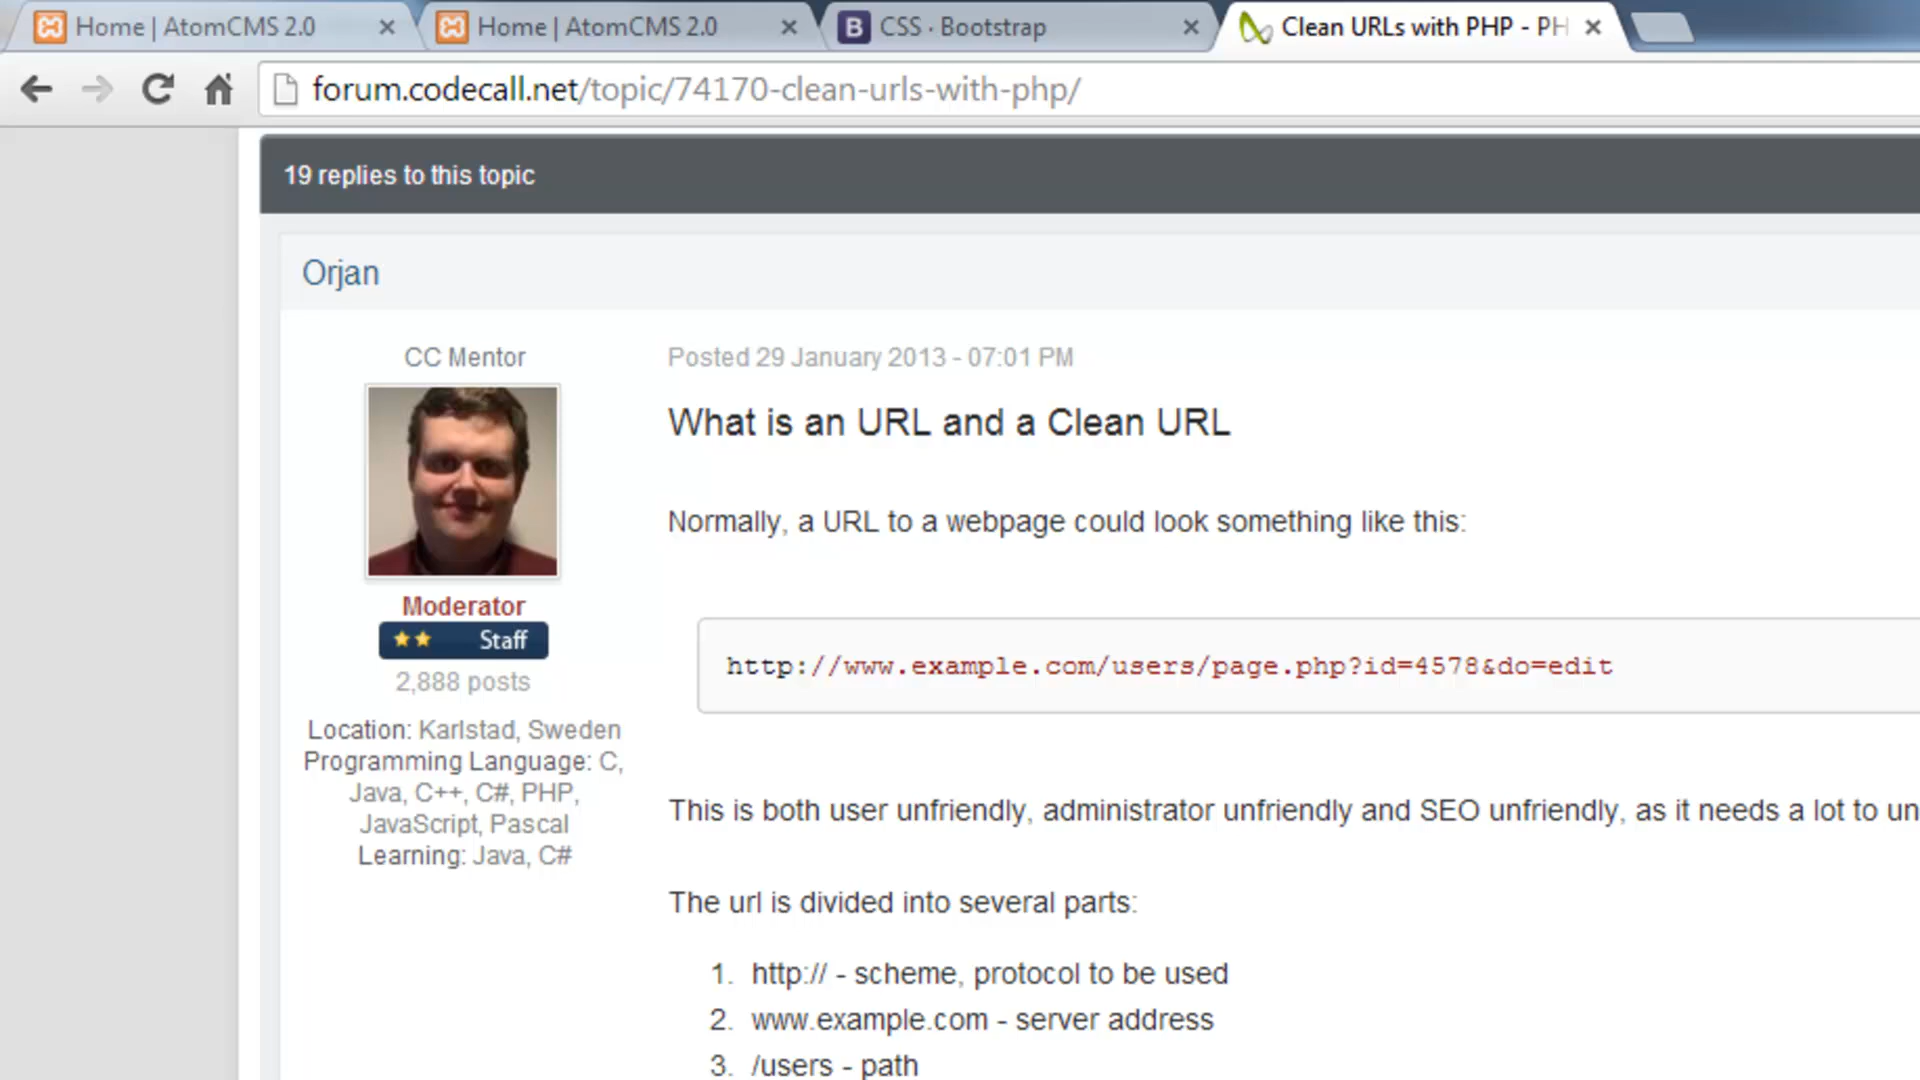 Home | AtomCMS 2.0
Home | AtomCMS 2.0
B CSS · Bootstrap
Clean URLs with PHP - PH
forum.codecall.net/topic/74170-clean-urls-with-php/
19 replies to this topic
Orjan
CC Mentor
Moderator
Staff
2,888 posts
Location: Karlstad, Sweden
Programming Language: C,
Java, C++, C#, PHP,
JavaScript, Pascal
Learning: Java, C#
Posted 29 January 2013 - 07:01 PM
What is an URL and a Clean URL
Normally, a URL to a webpage could look something like this:
http://www.example.com/users/page.php?id=4578&do=edit
This is both user unfriendly, administrator unfriendly and SEO unfriendly, as it needs a lot to un
The url is divided into several parts:
1. http:// - scheme, protocol to be used
2. www.example.com - server address
3. /users - path